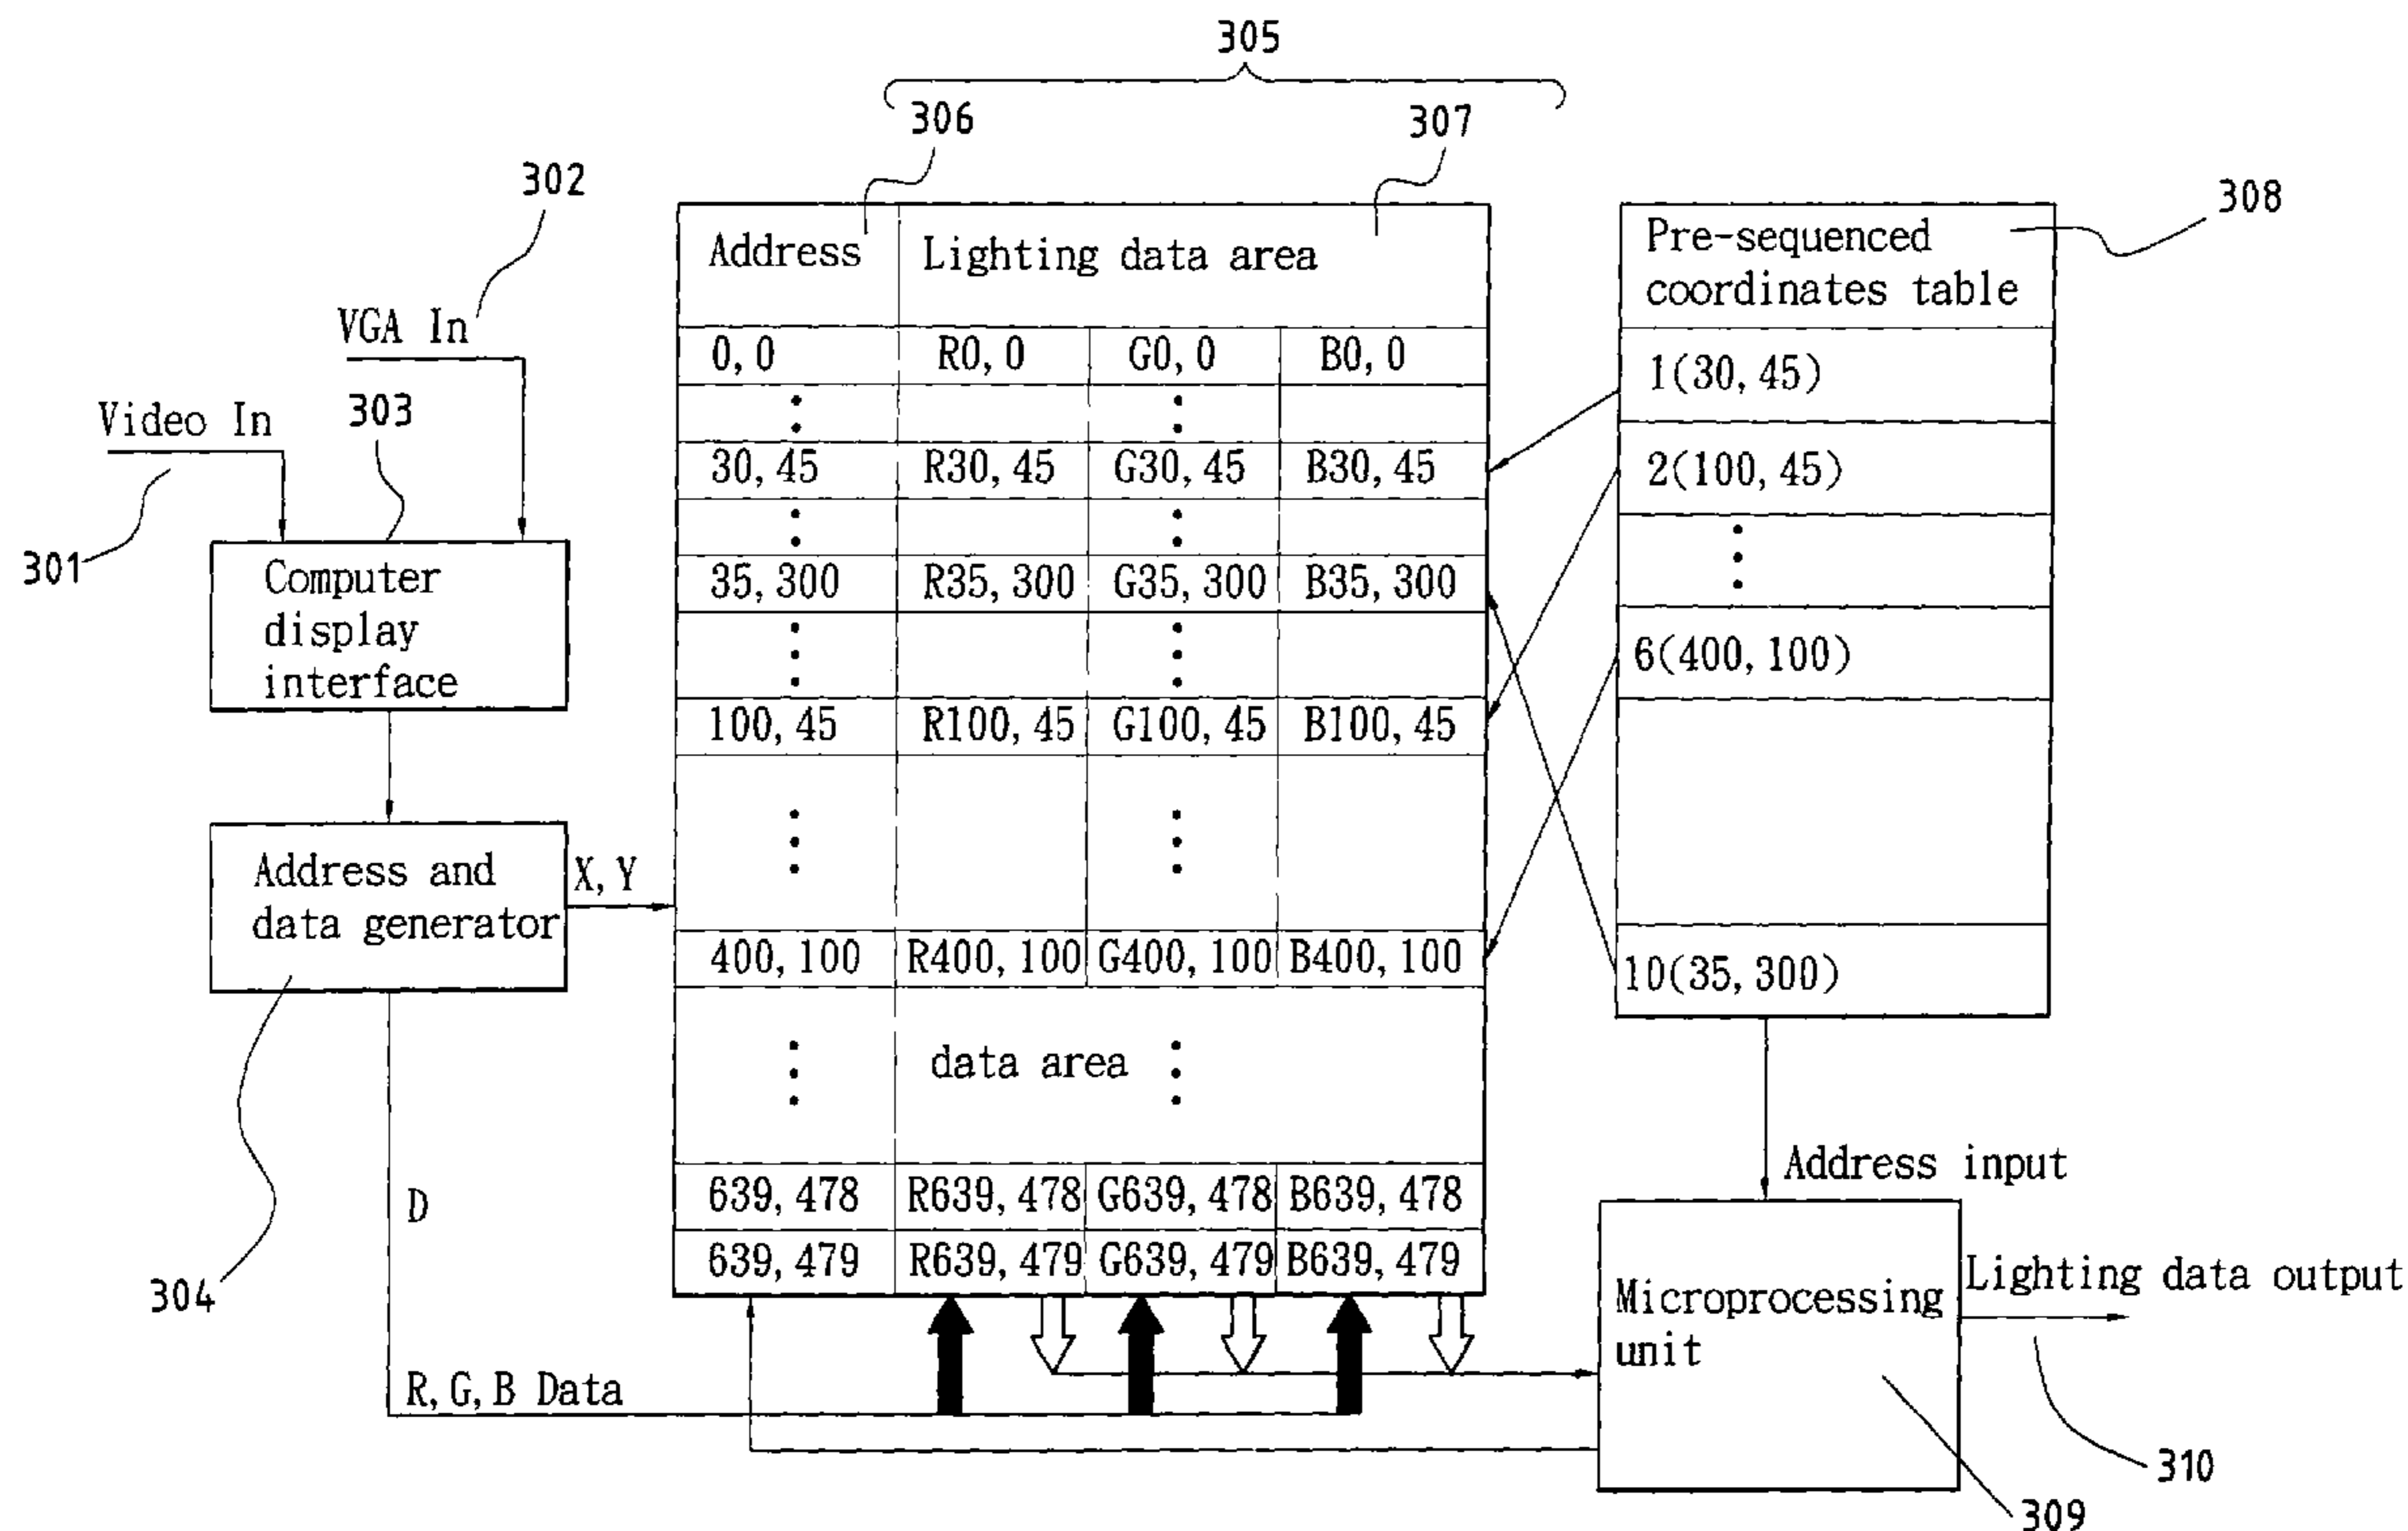 305
306
307
302
308
VGA In
303
Video In
301
Computer
display
interface
Address and
data generator
X, Y
304
D
R, G, B Data
Address
Lighting data area
0, 0 R0, 0 G0, 0 B0, 0
30, 45 R30, 45 G30, 45 B30, 45
35, 300 R35, 300 G35, 300 B35, 300
100, 45 R100, 45 G100, 45 B100, 45
400, 100 R400, 100 G400, 100 B400, 100
data area
639, 478 R639, 478 G639, 478 B639, 478
639, 479 R639, 479 G639, 479 B639, 479
Pre-sequenced
coordinates table
1(30, 45)
2(100, 45)
6(400, 100)
10(35, 300)
Address input
Microprocessing
unit
Lighting data output
310
309